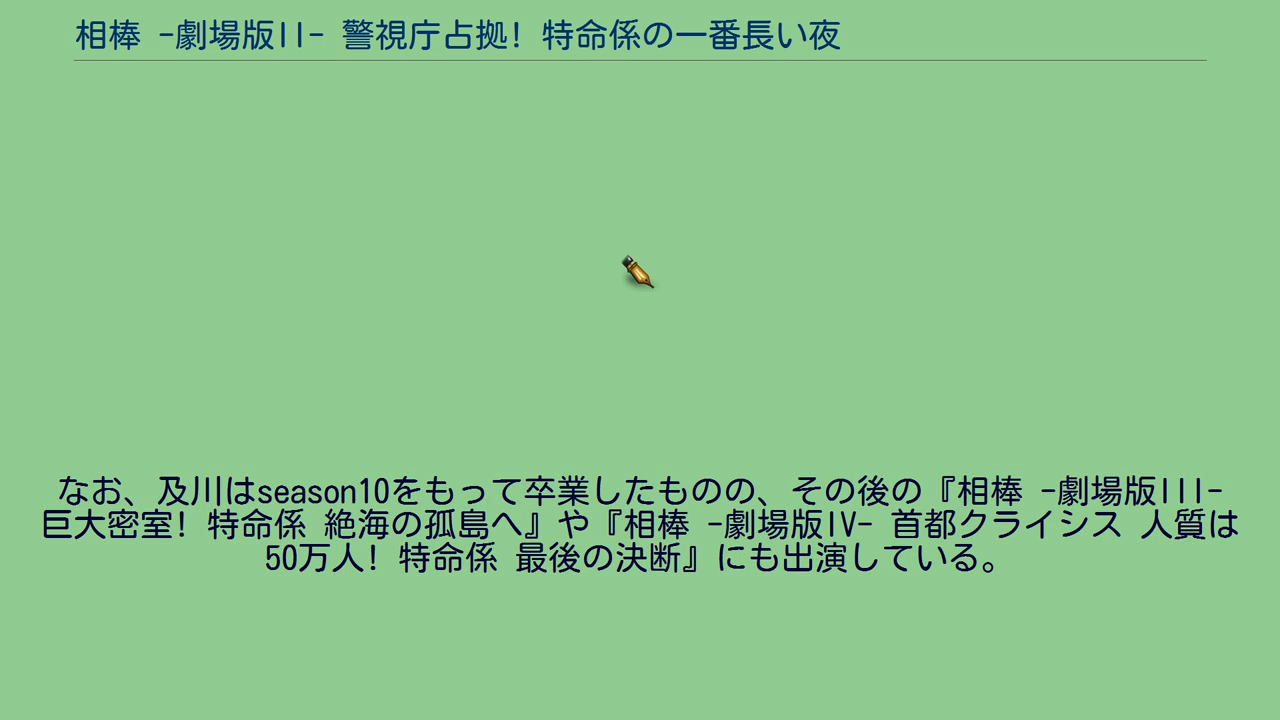 相棒 -劇場版II- 警視庁占拠! 特命係の一番長い夜
なお、及川はseason10をもって卒業したものの、その後の『相棒 -劇場版III-
巨大密室! 特命係 絶海の孤島へ』や『相棒 -劇場版IV- 首都クライシス 人質は
50万人! 特命係 最後の決断』にも出演している。